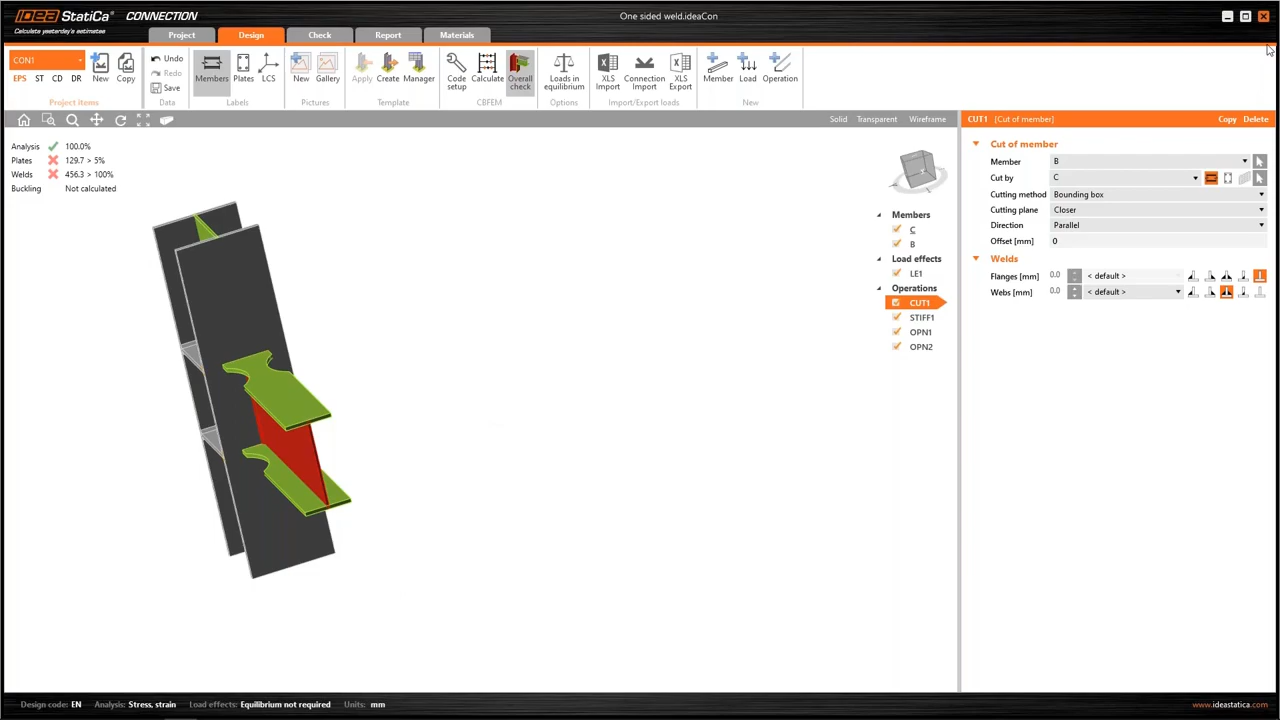 IDEA StatiCa® CONNECTION
Calculate yesterday's estimates
One sided weld.ideaCon
Project Design Check Report Materials
CON1
EPS ST CD DR
New Copy
Undo
Redo
Save
Members Plates LCS
New Gallery
Apply Create Manager
Code setup Calculate Overall check
Loads in equilibrium
XLS Import Connection Import XLS Export
Member Load Operation
Project items Data Labels Pictures Template CBFEM Options Import/Export loads New
Solid Transparent Wireframe
CUT1 [Cut of member] Copy Delete
Analysis 100.0%
Plates 129.7 > 5%
Welds 456.3 > 100%
Buckling Not calculated
Members
C
B
Load effects
LE1
Operations
CUT1
STIFF1
OPN1
OPN2
Cut of member
Member B
Cut by C
Cutting method Bounding box
Cutting plane Closer
Direction Parallel
Offset [mm] 0
Welds
Flanges [mm] 0.0 < default >
Webs [mm] 0.0 < default >
Design code: EN Analysis: Stress, strain Load effects: Equilibrium not required Units: mm
www.ideastatica.com